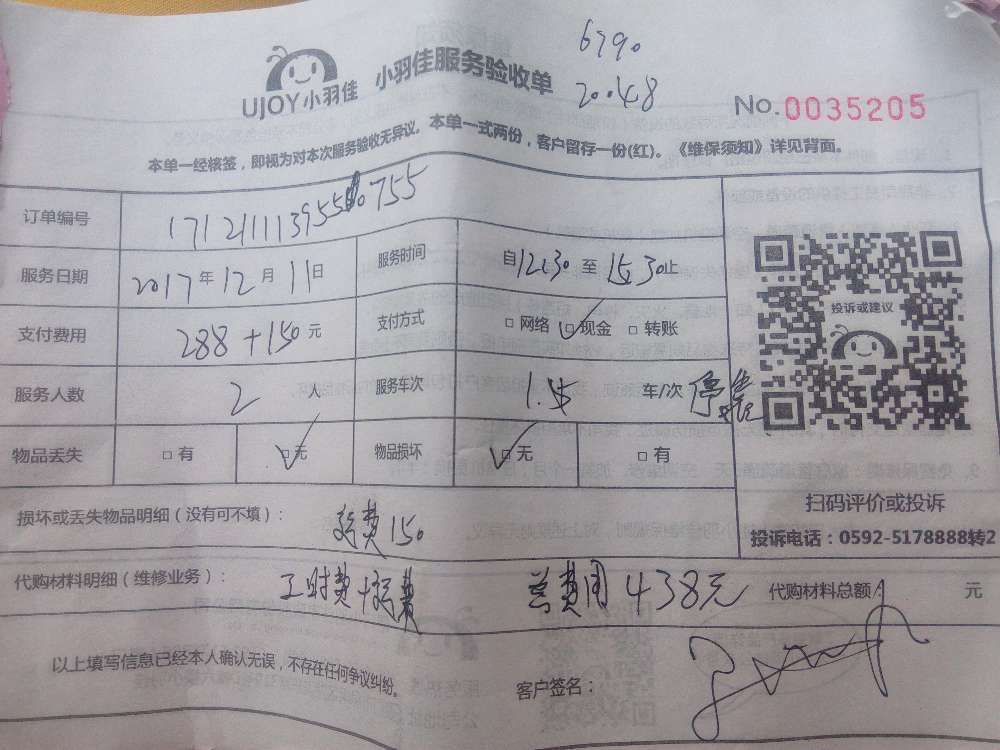 6790
20.48
UJOY小羽佳 小羽佳服务验收单
No.0035205
本单一经核签，即视为对本次服务验收无异议。本单一式两份，客户留存一份(红)。《维保须知》详见背面。
订单编号 755
服务日期 2017年12月11日 服务时间 自12:30至15:30止
支付费用 288+150元 支付方式 □网络 ☑现金 □转账
服务人数 2人 服务车次 1.5 车/次
物品丢失 □有 ☑无 物品损坏 ☑无 □有
投诉或建议
扫码评价或投诉
投诉电话：0592-5178888转2
损坏或丢失物品明细（没有可不填）： 费150
代购材料明细（维修业务）： 工时费+ 费 总费用438元 代购材料总额： 元
以上填写信息已经本人确认无误，不存在任何争议纠纷。 客户签名：